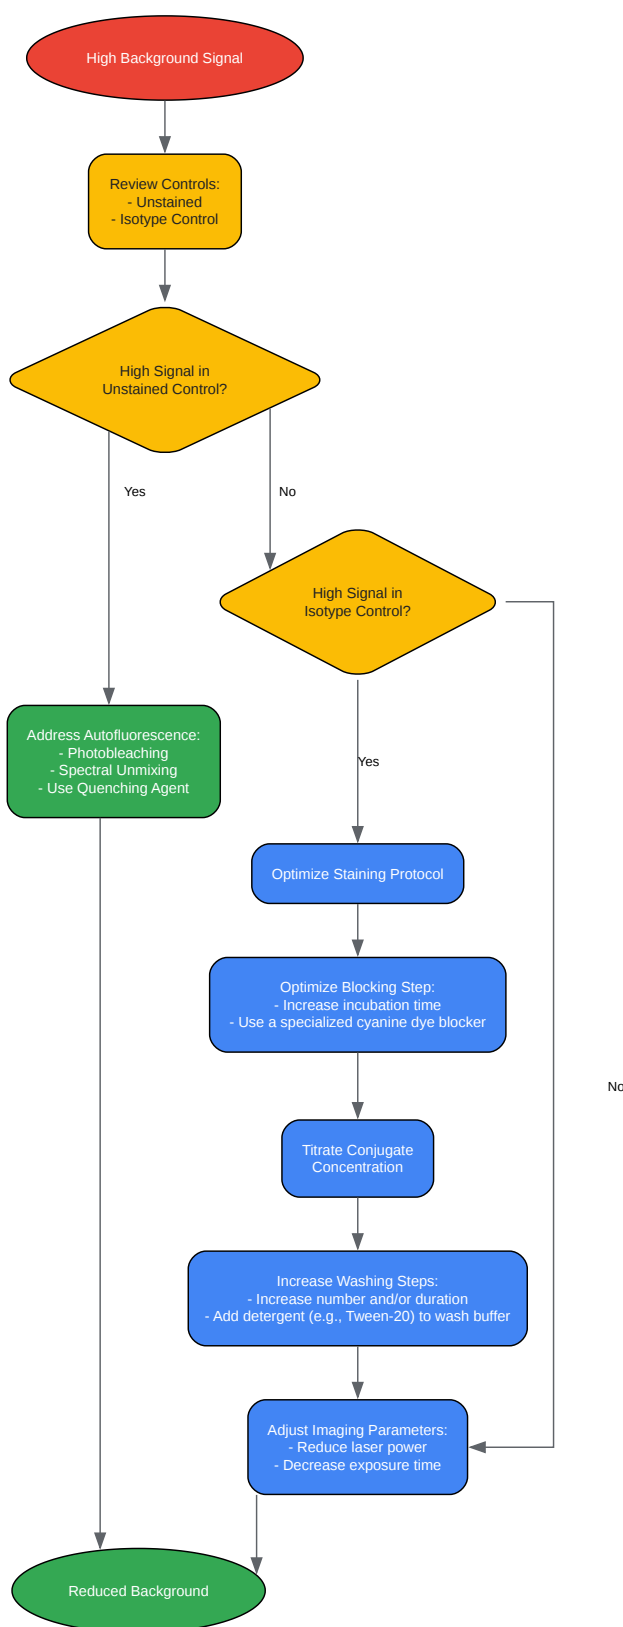 High Background Signal
Review Controls:
- Unstained
- Isotype Control
High Signal in
Unstained Control?
Yes
No
High Signal in
Isotype Control?
Address Autofluorescence:
- Photobleaching
- Spectral Unmixing
- Use Quenching Agent
Yes
Optimize Staining Protocol
Optimize Blocking Step:
- Increase incubation time
- Use a specialized cyanine dye blocker
No
Titrate Conjugate
Concentration
Increase Washing Steps:
- Increase number and/or duration
- Add detergent (e.g., Tween-20) to wash buffer
Adjust Imaging Parameters:
- Reduce laser power
- Decrease exposure time
Reduced Background